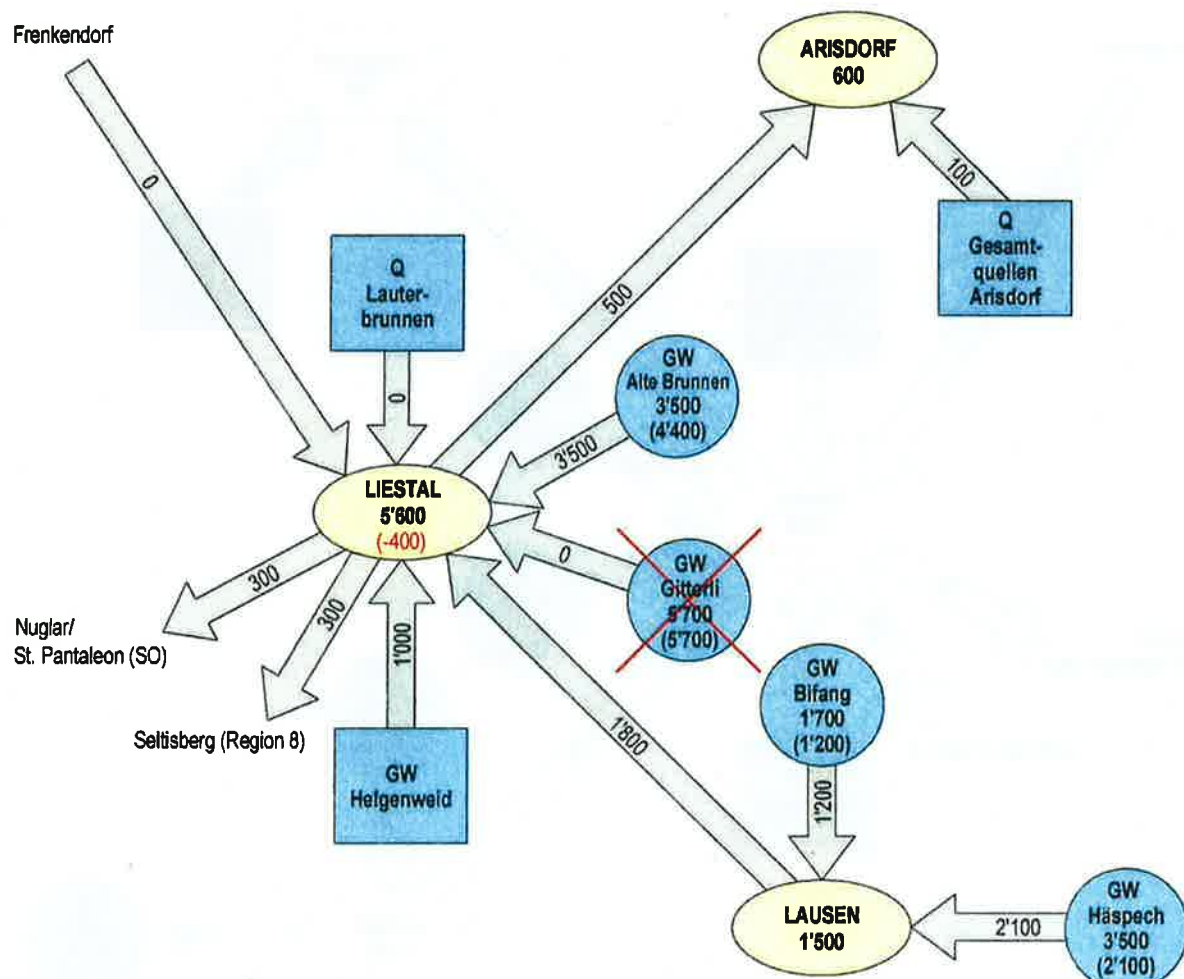 Frenkendorf
ARISDORF
600
0
100
Q
Gesamt-
quellen
Arisdorf
Q
Lauter-
brunnen
500
0
GW
Alte Brunnen
3'500
(4'400)
3'500
LIESTAL
5'600
(-400)
0
GW
Gitterli
5'700
(5'700)
300
300
Nuglar/
St. Pantaleon (SO)
1'000
Seltisberg (Region 8)
GW
Helgenweid
1'800
GW
Bifang
1'700
(1'200)
1'200
LAUSEN
1'500
2'100
GW
Häspech
3'500
(2'100)